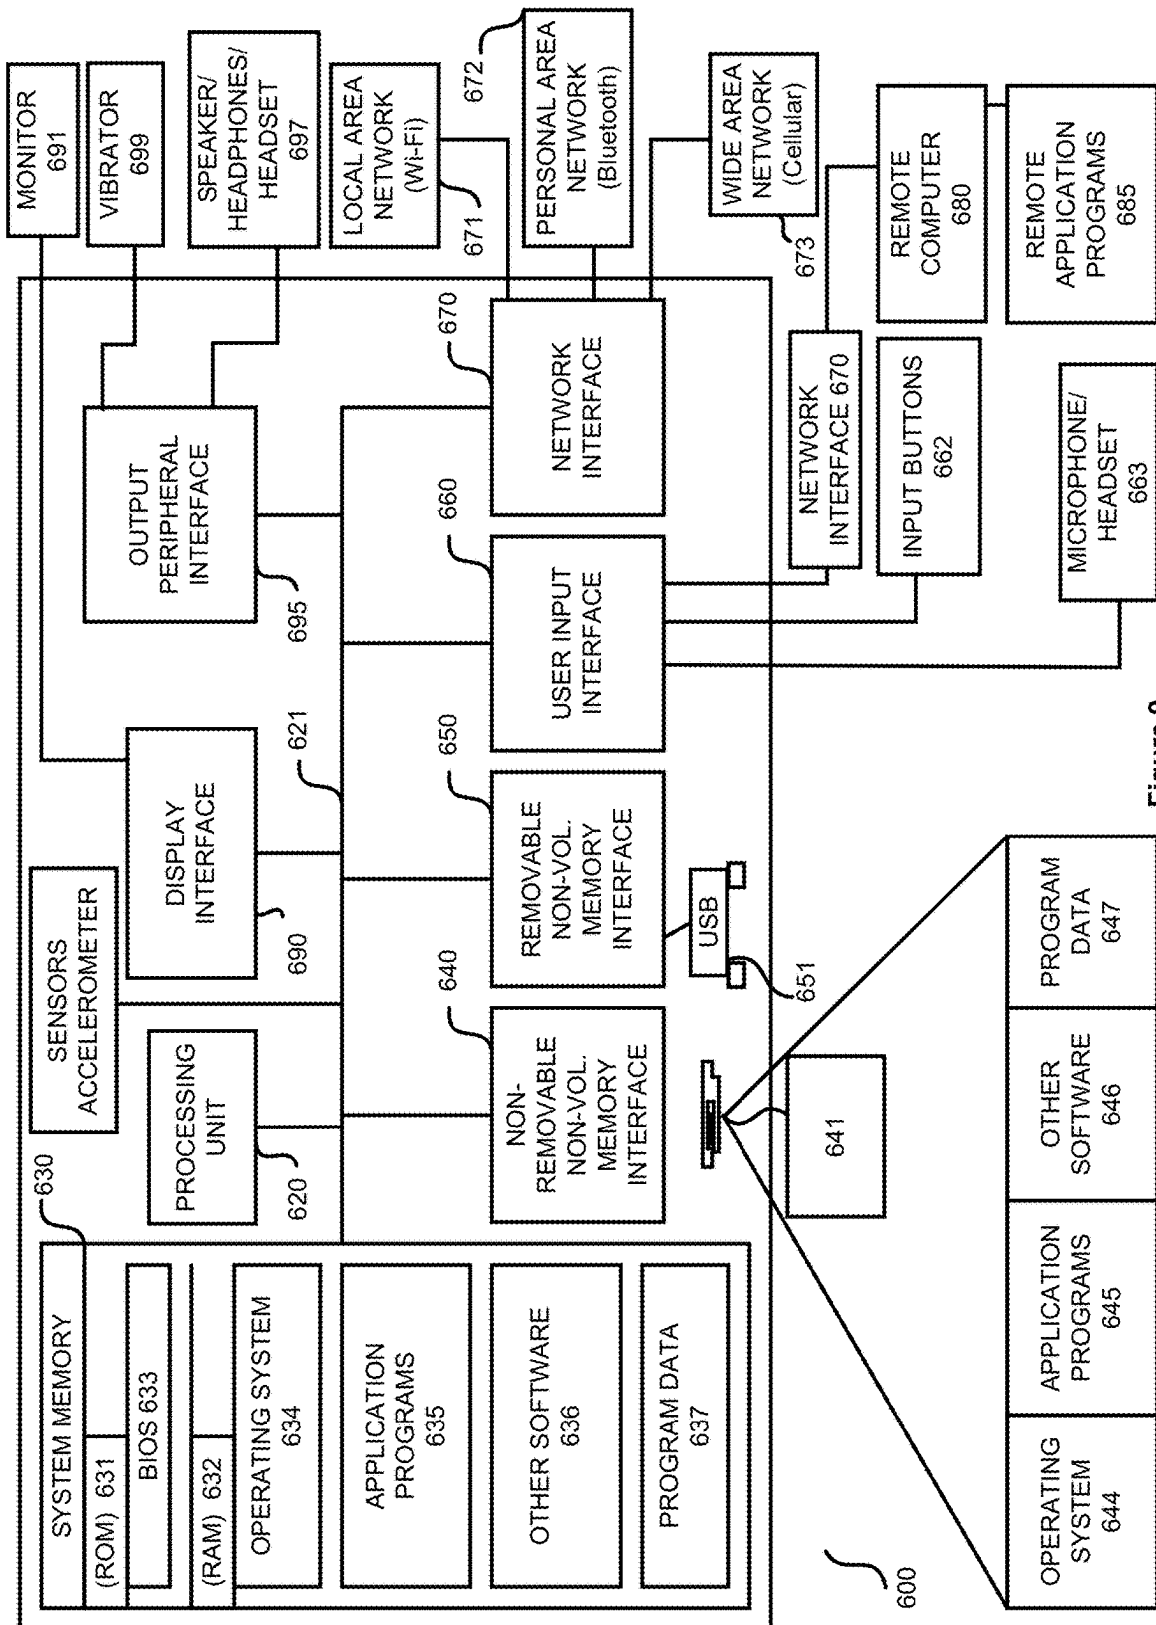 SYSTEM MEMORY
630
(ROM) 631
BIOS 633
(RAM) 632
OPERATING SYSTEM
634
APPLICATION
PROGRAMS
635
OTHER SOFTWARE
636
PROGRAM DATA
637
SENSORS
ACCELEROMETER
PROCESSING
UNIT
620
DISPLAY
INTERFACE
690
OUTPUT
PERIPHERAL
INTERFACE
695
MONITOR
691
VIBRATOR
699
SPEAKER/
HEADPHONES/
HEADSET
697
621
NON-
REMOVABLE
NON-VOL.
MEMORY
INTERFACE
640
REMOVABLE
NON-VOL.
MEMORY
INTERFACE
650
USER INPUT
INTERFACE
660
NETWORK
INTERFACE
670
LOCAL AREA
NETWORK
(Wi-Fi)
671
PERSONAL AREA
NETWORK
(Bluetooth)
672
WIDE AREA
NETWORK
(Cellular)
673
USB
651
641
NETWORK
INTERFACE 670
REMOTE
COMPUTER
680
INPUT BUTTONS
662
REMOTE
APPLICATION
PROGRAMS
685
MICROPHONE/
HEADSET
663
600
OPERATING
SYSTEM
644
APPLICATION
PROGRAMS
645
OTHER
SOFTWARE
646
PROGRAM
DATA
647
Figure